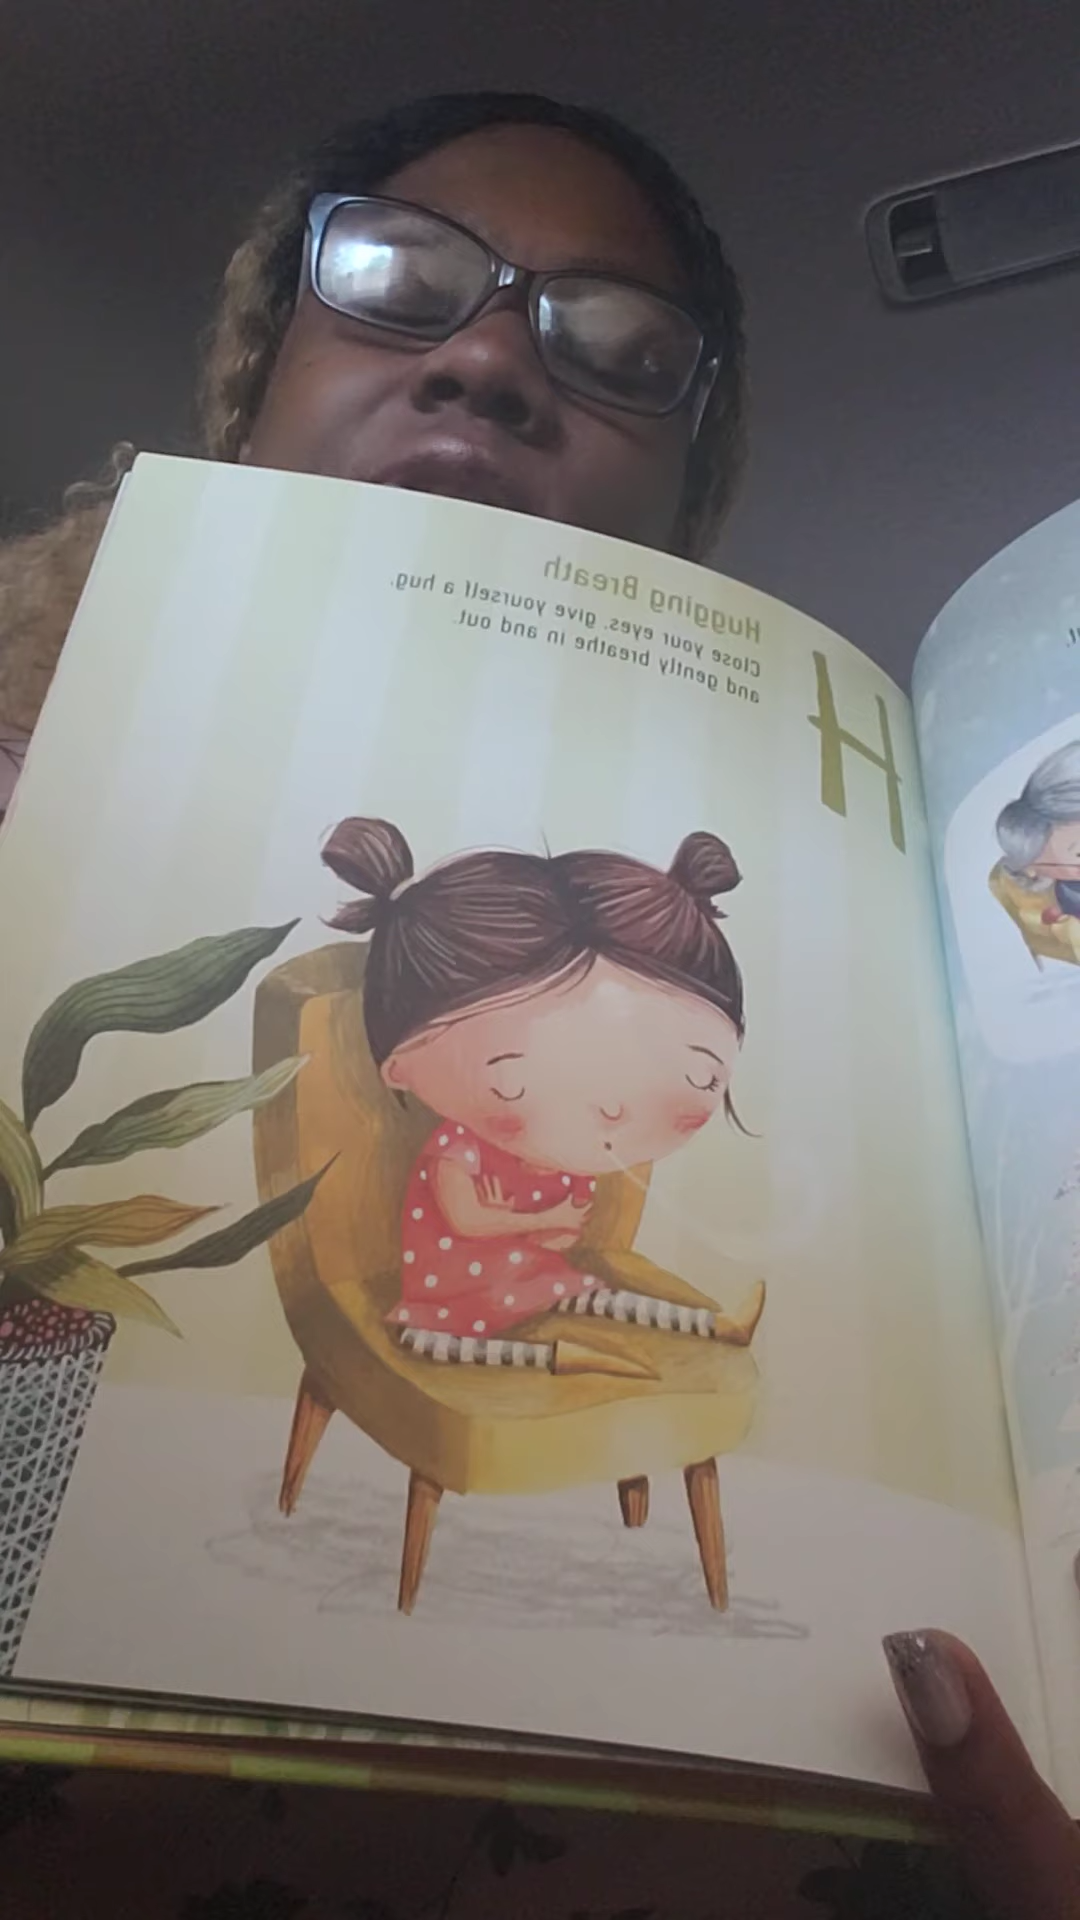 H
Hugging Breath
Close your eyes, give yourself a hug,
and gently breathe in and out.